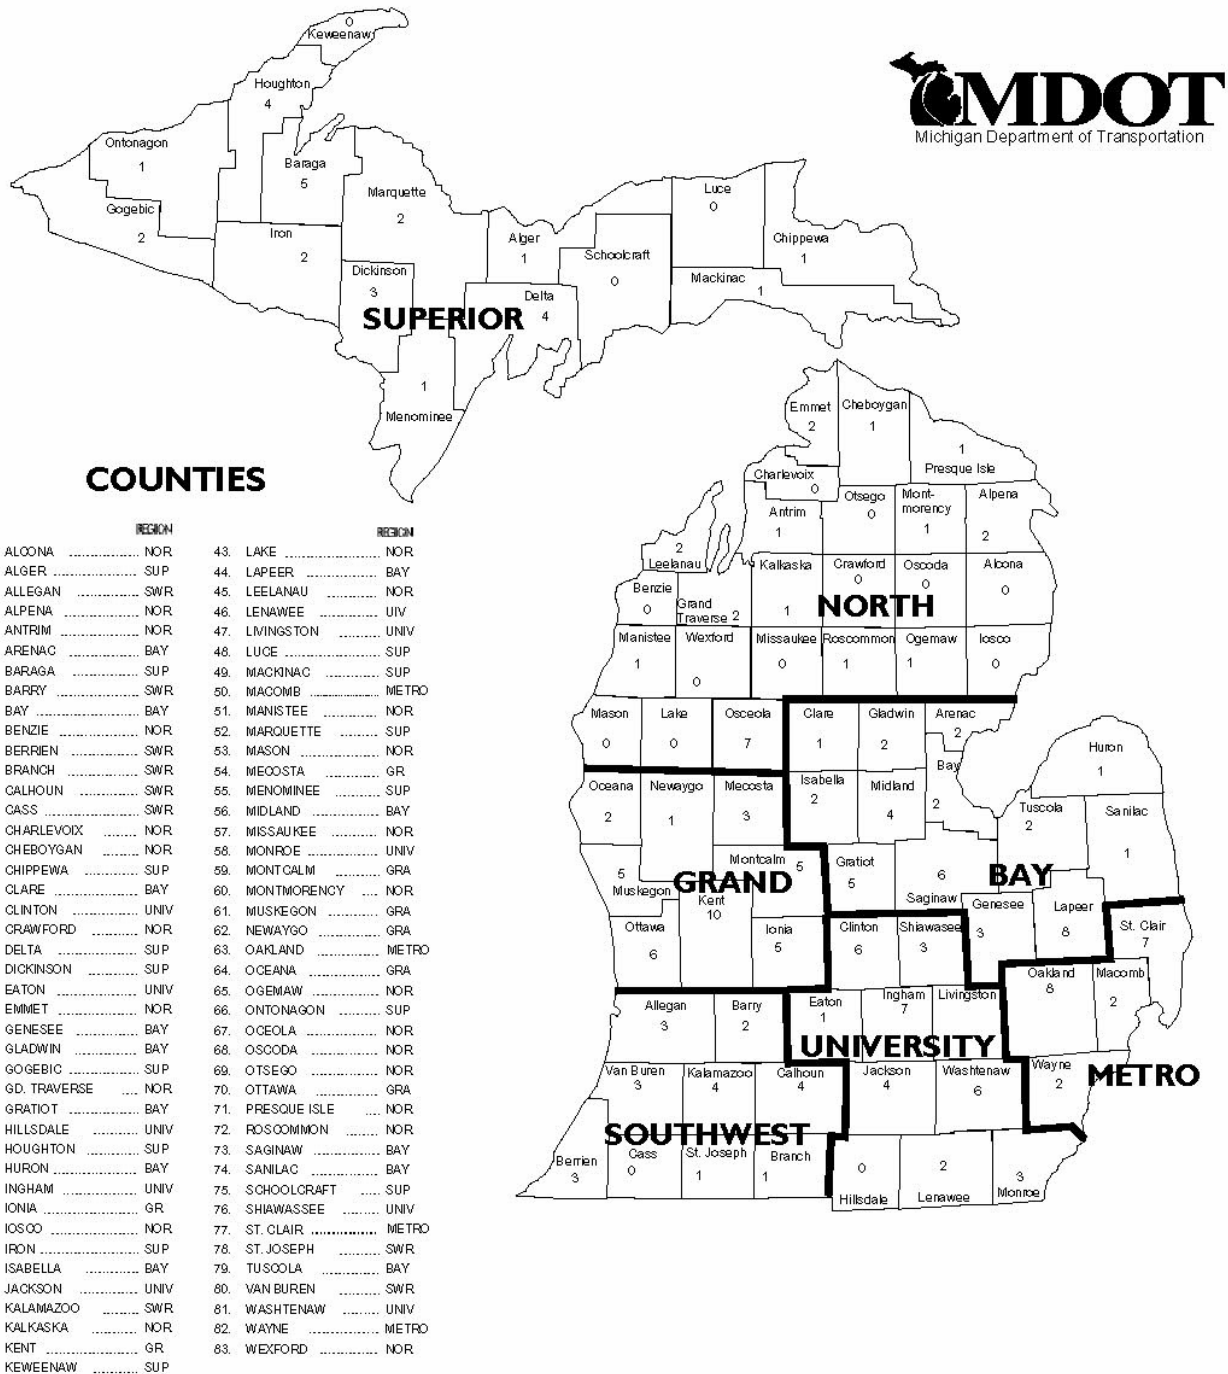 0
Keweenaw
Houghton
4
MDOT
Michigan Department of Transportation
Ontonagon
1
Baraga
5
Marquette
2
Luce
0
Gogebic
2
Iron
2
Alger
1
Schoolcraft
0
Chippewa
1
Dickinson
3
Mackinac
1
Delta
4
SUPERIOR
1
Menominee
Emmet
2
Cheboygan
1
1
Presque Isle
Charlevoix
0
Otsego
0
Mont-
morency
1
Alpena
2
Antrim
1
2
Leelanau
Kalkaska
1
Crawford
0
Oscoda
0
Alcona
0
Benzie
0
Grand
Traverse 2
NORTH
Manistee
1
Wexford
0
Missaukee
0
Roscommon
1
Ogemaw
1
Iosco
0
Mason
0
Lake
0
Osceola
7
Clare
1
Gladwin
2
Arenac
2
Huron
1
Bay
2
Oceana
2
Newaygo
1
Mecosta
3
Isabella
2
Midland
4
Tuscola
2
Sanilac
1
5
Muskegon
Montcalm
5
GRAND
Gratiot
5
6
Saginaw
BAY
Kent
10
Genesee
3
Lapeer
8
St. Clair
7
Ottawa
6
Ionia
5
Clinton
6
Shiawasee
3
Oakland
8
Macomb
2
Allegan
3
Barry
2
Eaton
1
Ingham
7
Livingston
UNIVERSITY
Van Buren
3
Kalamazoo
4
Calhoun
4
Jackson
4
Washtenaw
6
Wayne
2
METRO
SOUTHWEST
Berrien
3
Cass
0
St. Joseph
1
Branch
1
0
Hillsdale
2
Lenawee
3
Monroe
COUNTIES
REGION
ALCONA NOR
ALGER SUP
ALLEGAN SWR
ALPENA NOR
ANTRIM NOR
ARENAC BAY
BARAGA SUP
BARRY SWR
BAY BAY
BENZIE NOR
BERRIEN SWR
BRANCH SWR
CALHOUN SWR
CASS SWR
CHARLEVOIX NOR
CHEBOYGAN NOR
CHIPPEWA SUP
CLARE BAY
CLINTON UNIV
CRAWFORD NOR
DELTA SUP
DICKINSON SUP
EATON UNIV
EMMET NOR
GENESEE BAY
GLADWIN BAY
GOGEBIC SUP
GD. TRAVERSE NOR
GRATIOT BAY
HILLSDALE UNIV
HOUGHTON SUP
HURON BAY
INGHAM UNIV
IONIA GR
IOSCO NOR
IRON SUP
ISABELLA BAY
JACKSON UNIV
KALAMAZOO SWR
KALKASKA NOR
KENT GR
KEWEENAW SUP
REGION
43. LAKE NOR
44. LAPEER BAY
45. LEELANAU NOR
46. LENAWEE UIV
47. LIVINGSTON UNIV
48. LUCE SUP
49. MACKINAC SUP
50. MACOMB METRO
51. MANISTEE NOR
52. MARQUETTE SUP
53. MASON NOR
54. MECOSTA GR
55. MENOMINEE SUP
56. MIDLAND BAY
57. MISSAUKEE NOR
58. MONROE UNIV
59. MONTCALM GRA
60. MONTMORENCY NOR
61. MUSKEGON GRA
62. NEWAYGO GRA
63. OAKLAND METRO
64. OCEANA GRA
65. OGEMAW NOR
66. ONTONAGON SUP
67. OCEOLA NOR
68. OSCODA NOR
69. OTSEGO NOR
70. OTTAWA GRA
71. PRESQUE ISLE NOR
72. ROSCOMMON NOR
73. SAGINAW BAY
74. SANILAC BAY
75. SCHOOLCRAFT SUP
76. SHIAWASSEE UNIV
77. ST. CLAIR METRO
78. ST. JOSEPH SWR
79. TUSCOLA BAY
80. VAN BUREN SWR
81. WASHTENAW UNIV
82. WAYNE METRO
83. WEXFORD NOR